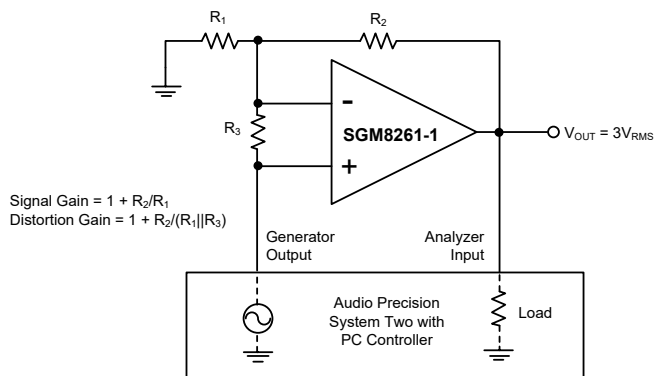 R1
R2
R3
-
SGM8261-1
+
VOUT = 3VRMS
Signal Gain = 1 + R2/R1
Distortion Gain = 1 + R2/(R1||R3)
Generator
Output
Analyzer
Input
Audio Precision
System Two with
PC Controller
Load